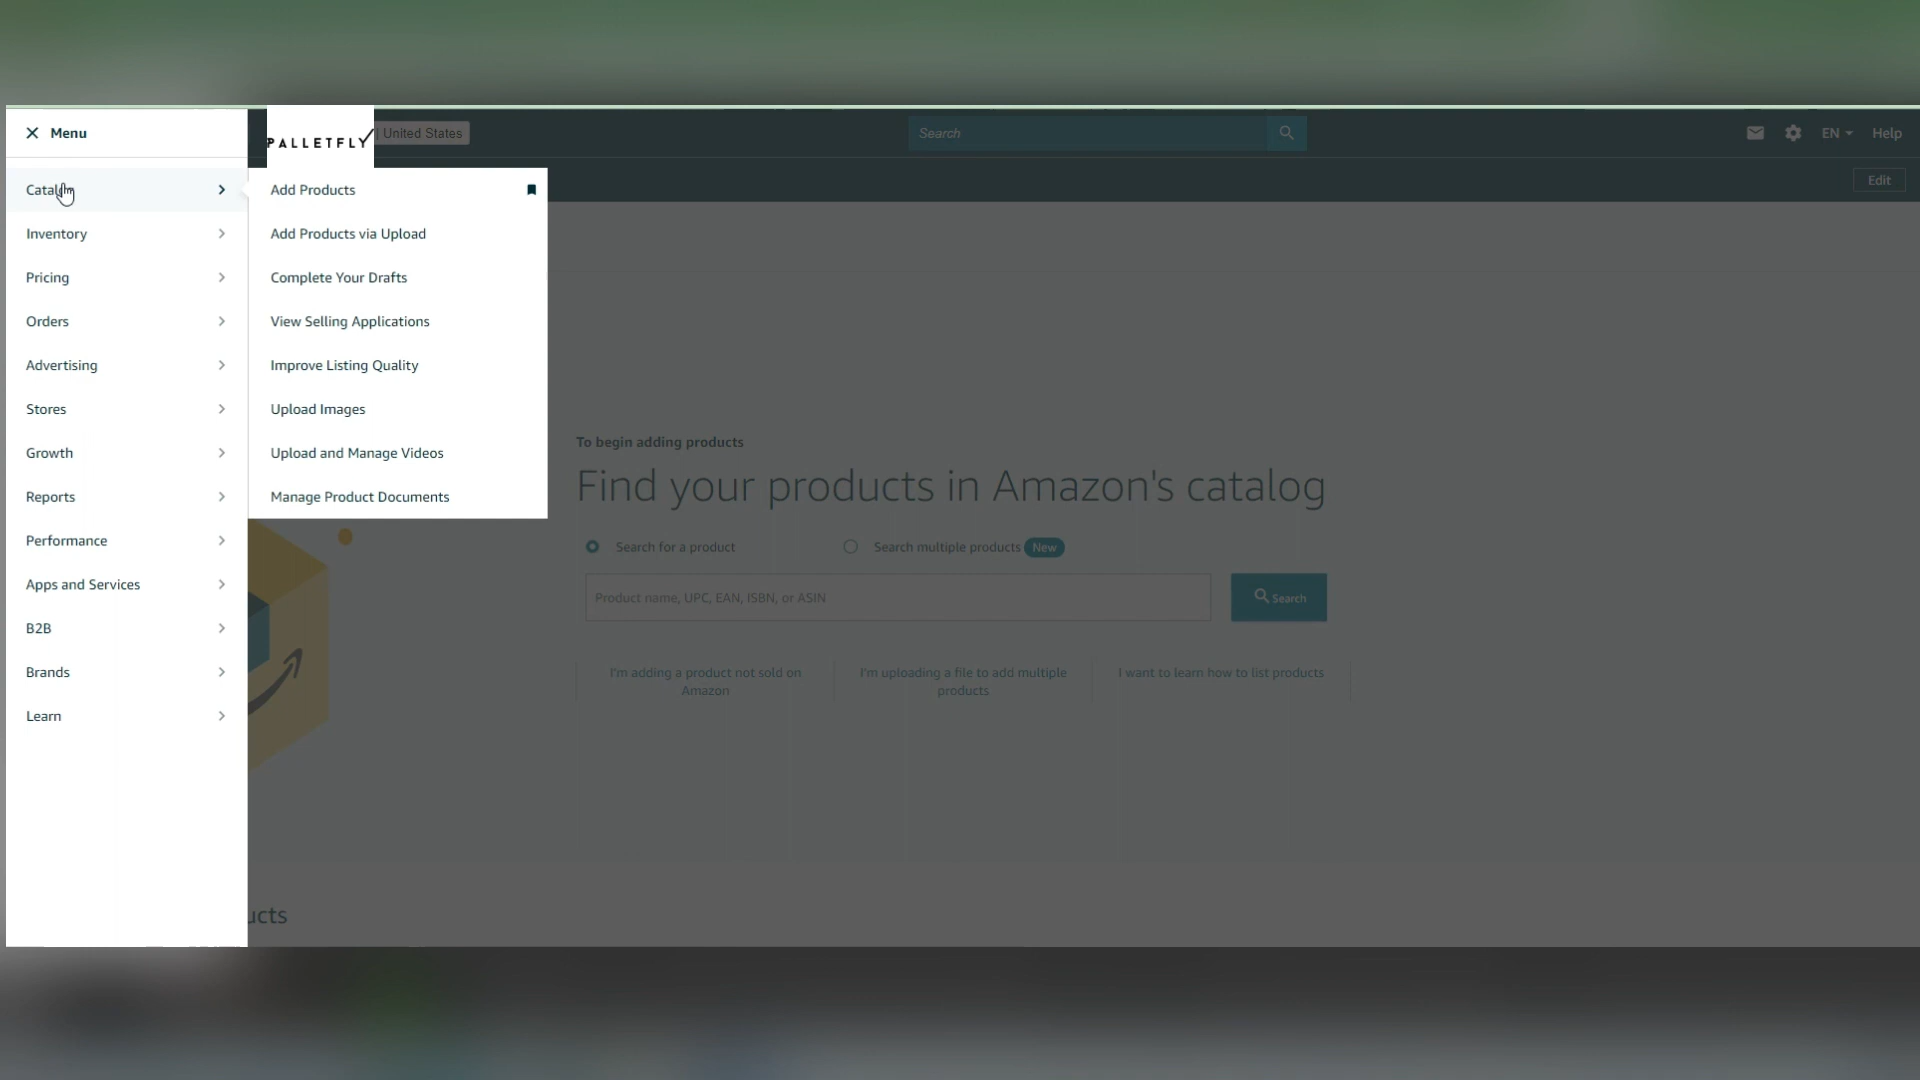 Menu
PALLETFLY
| United States
Search
EN
Help
Edit
Catal
Inventory
Pricing
Orders
Advertising
Stores
Growth
Reports
Performance
Apps and Services
B2B
Brands
Learn
Add Products
Add Products via Upload
Complete Your Drafts
View Selling Applications
Improve Listing Quality
Upload Images
Upload and Manage Videos
Manage Product Documents
To begin adding products
Find your products in Amazon's catalog
Search for a product
Search multiple products New
Product name, UPC, EAN, ISBN, or ASIN
Search
I'm adding a product not sold on
Amazon
I'm uploading a file to add multiple
products
I want to learn how to list products
ucts